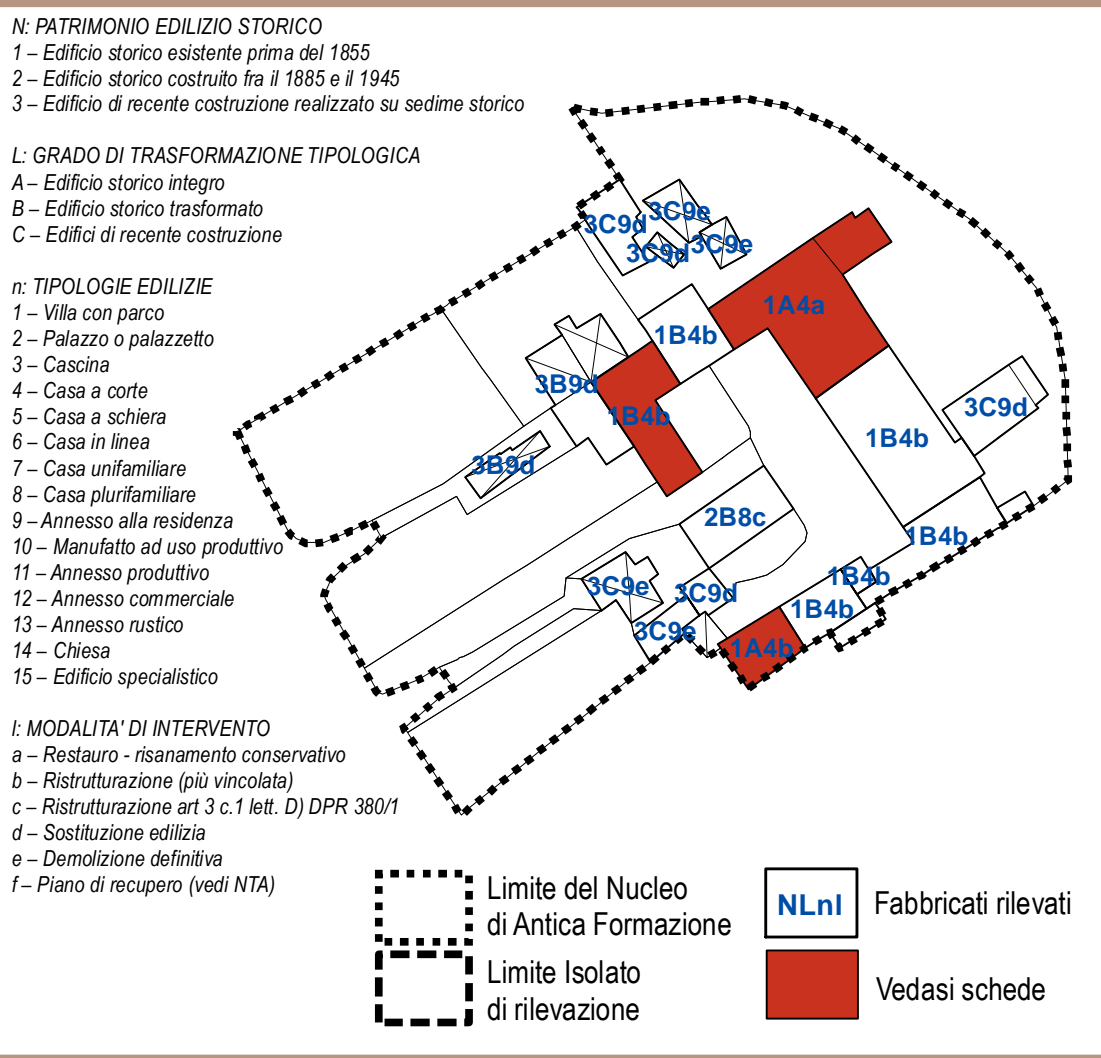 N: PATRIMONIO EDILIZIO STORICO
1 – Edificio storico esistente prima del 1855
2 – Edificio storico costruito fra il 1885 e il 1945
3 – Edificio di recente costruzione realizzato su sedime storico
L: GRADO DI TRASFORMAZIONE TIPOLOGICA
A – Edificio storico integro
B – Edificio storico trasformato
C – Edifici di recente costruzione
n: TIPOLOGIE EDILIZIE
1 – Villa con parco
2 – Palazzo o palazzetto
3 – Cascina
4 – Casa a corte
5 – Casa a schiera
6 – Casa in linea
7 – Casa unifamiliare
8 – Casa plurifamiliare
9 – Annesso alla residenza
10 – Manufatto ad uso produttivo
11 – Annesso produttivo
12 – Annesso commerciale
13 – Annesso rustico
14 – Chiesa
15 – Edificio specialistico
I: MODALITA' DI INTERVENTO
a – Restauro - risanamento conservativo
b – Ristrutturazione (più vincolata)
c – Ristrutturazione art 3 c.1 lett. D) DPR 380/1
d – Sostituzione edilizia
e – Demolizione definitiva
f – Piano di recupero (vedi NTA)
3C9d
3C9e
3C9d
3C9e
1A4a
1B4b
3B9d
1B4b
3C9d
1B4b
3B9d
2B8c
1B4b
3C9e
3C9d
1B4b
1B4b
3C9e
1A4b
Limite del Nucleo
di Antica Formazione
Limite Isolato
di rilevazione
NLnI
Fabbricati rilevati
Vedasi schede